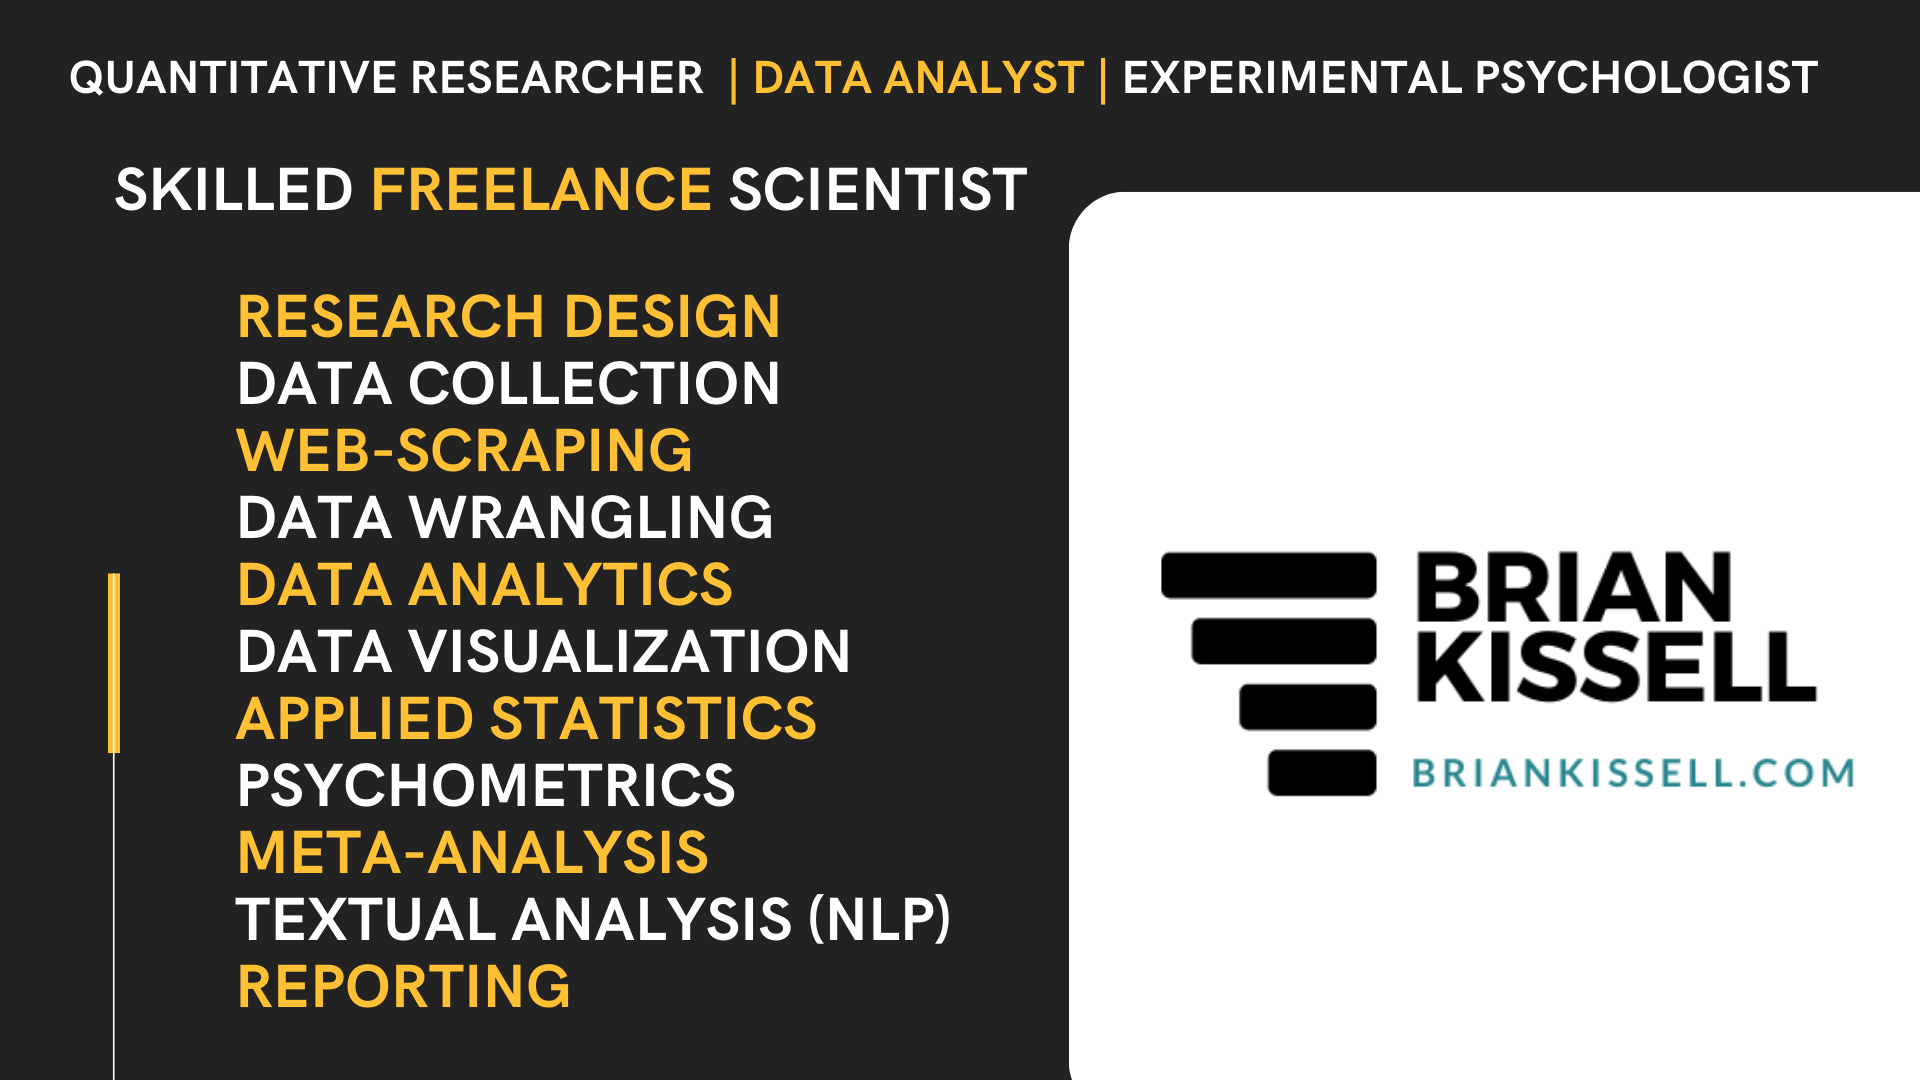 QUANTITATIVE RESEARCHER | DATA ANALYST | EXPERIMENTAL PSYCHOLOGIST
SKILLED FREELANCE SCIENTIST
RESEARCH DESIGN
DATA COLLECTION
WEB-SCRAPING
DATA WRANGLING
DATA ANALYTICS
DATA VISUALIZATION
APPLIED STATISTICS
PSYCHOMETRICS
META-ANALYSIS
TEXTUAL ANALYSIS (NLP)
REPORTING
BRIAN
KISSELL
BRIANKISSELL.COM